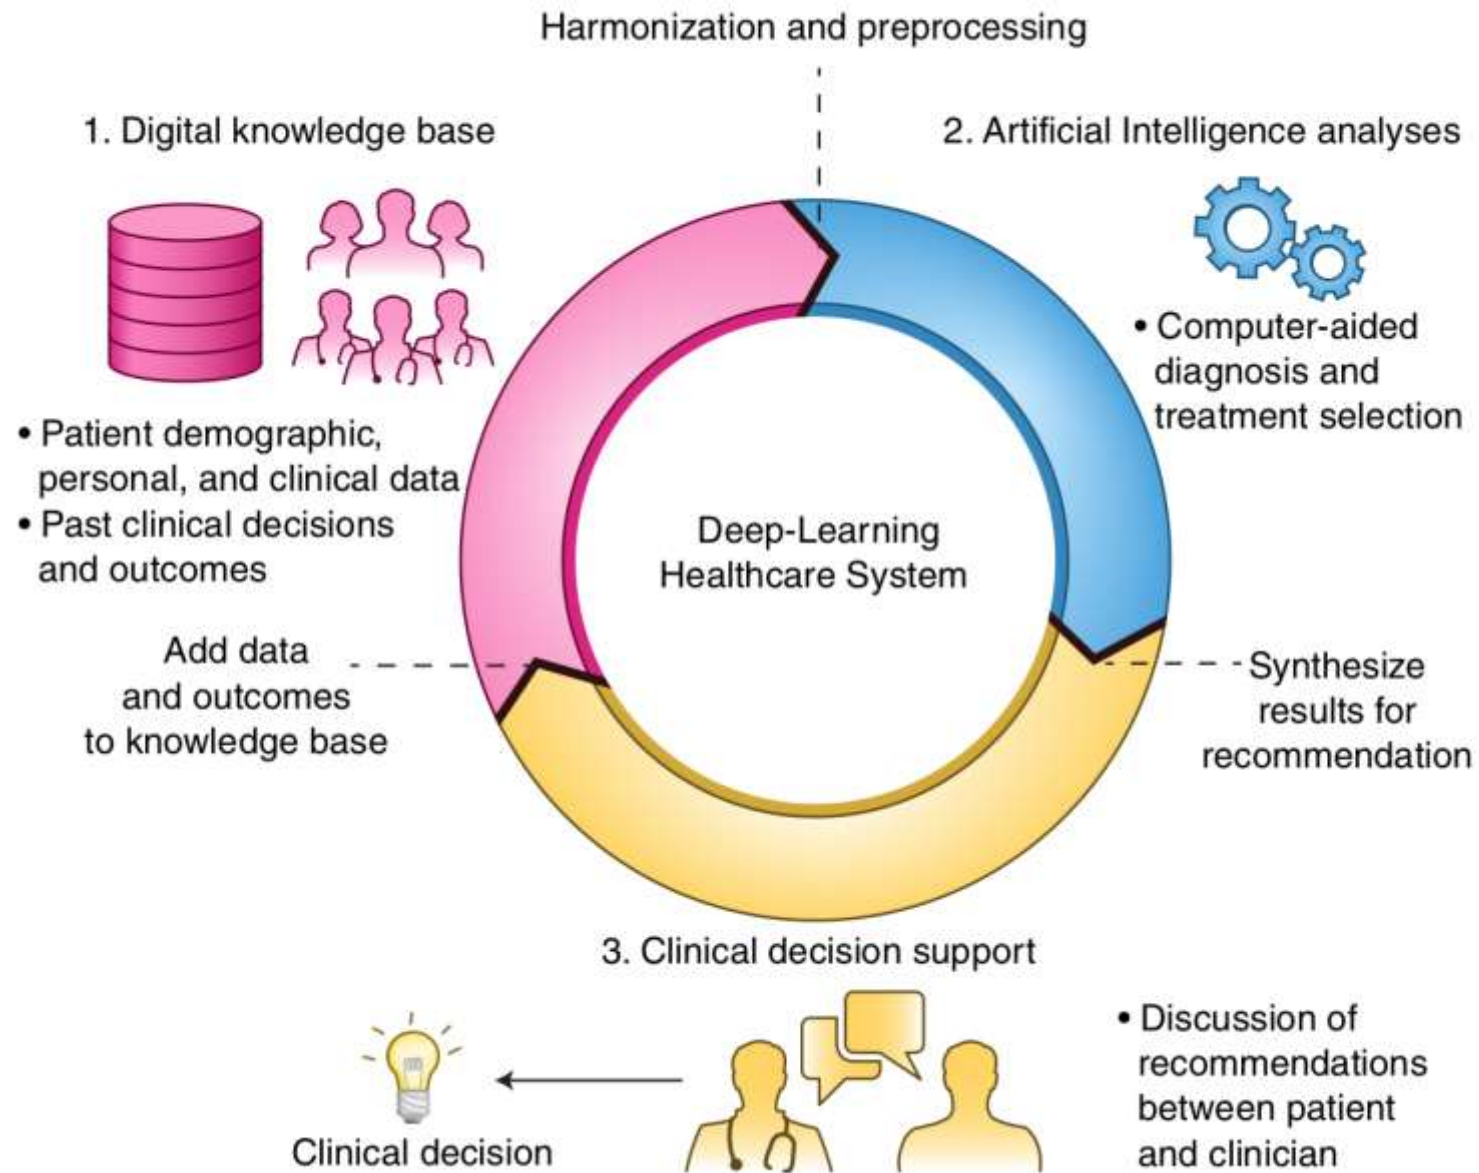 Harmonization and preprocessing
1. Digital knowledge base
2. Artificial Intelligence analyses
• Computer-aided
diagnosis and
treatment selection
• Patient demographic,
personal, and clinical data
• Past clinical decisions
and outcomes
Deep-Learning
Healthcare System
Add data
and outcomes
to knowledge base
Synthesize
results for
recommendation
3. Clinical decision support
• Discussion of
recommendations
between patient
and clinician
Clinical decision